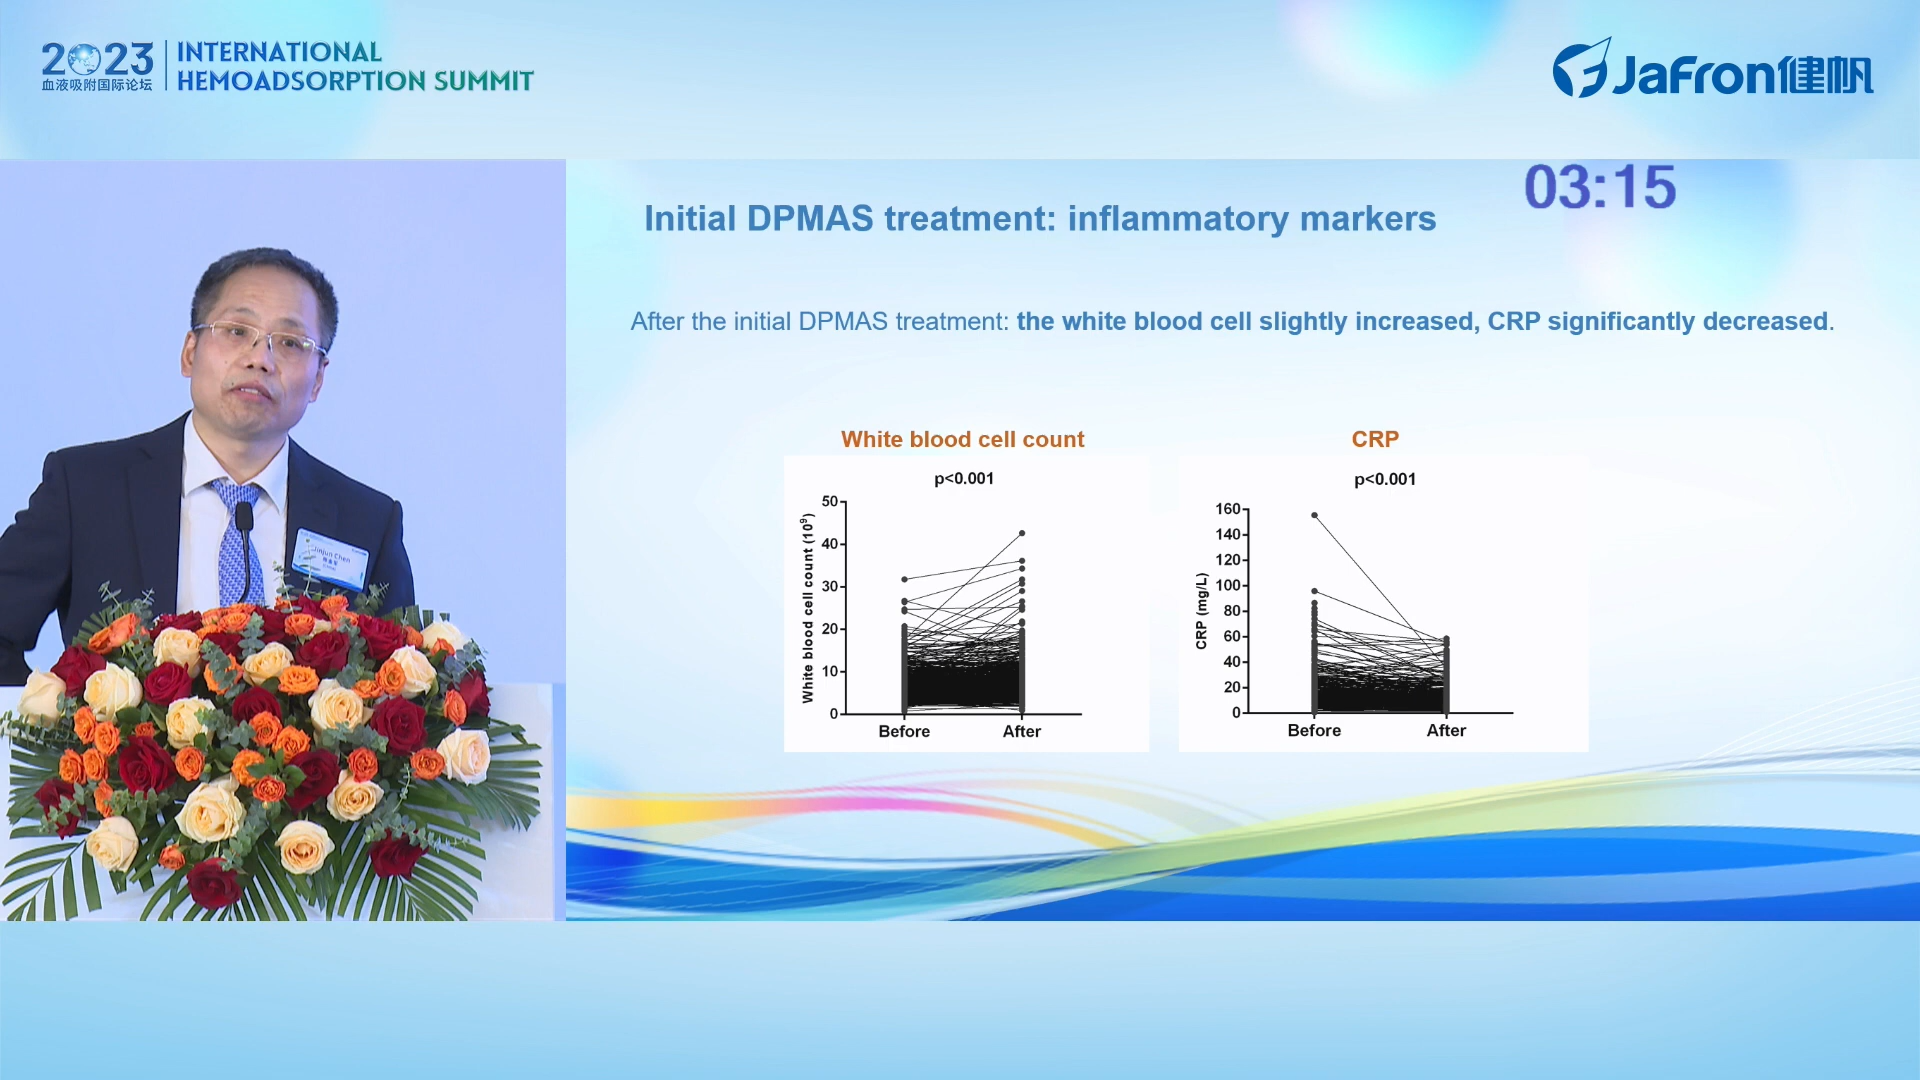 2023
血液吸附国际论坛
INTERNATIONAL
HEMOADSORPTION SUMMIT
JaFron健帆
03:15
Initial DPMAS treatment: inflammatory markers
After the initial DPMAS treatment: the white blood cell slightly increased, CRP significantly decreased.
White blood cell count
p<0.001
White blood cell count (10⁹)
50
40
30
20
10
0
Before After
CRP
p<0.001
CRP (mg/L)
160
140
120
100
80
60
40
20
0
Before After
Jinjun Chen